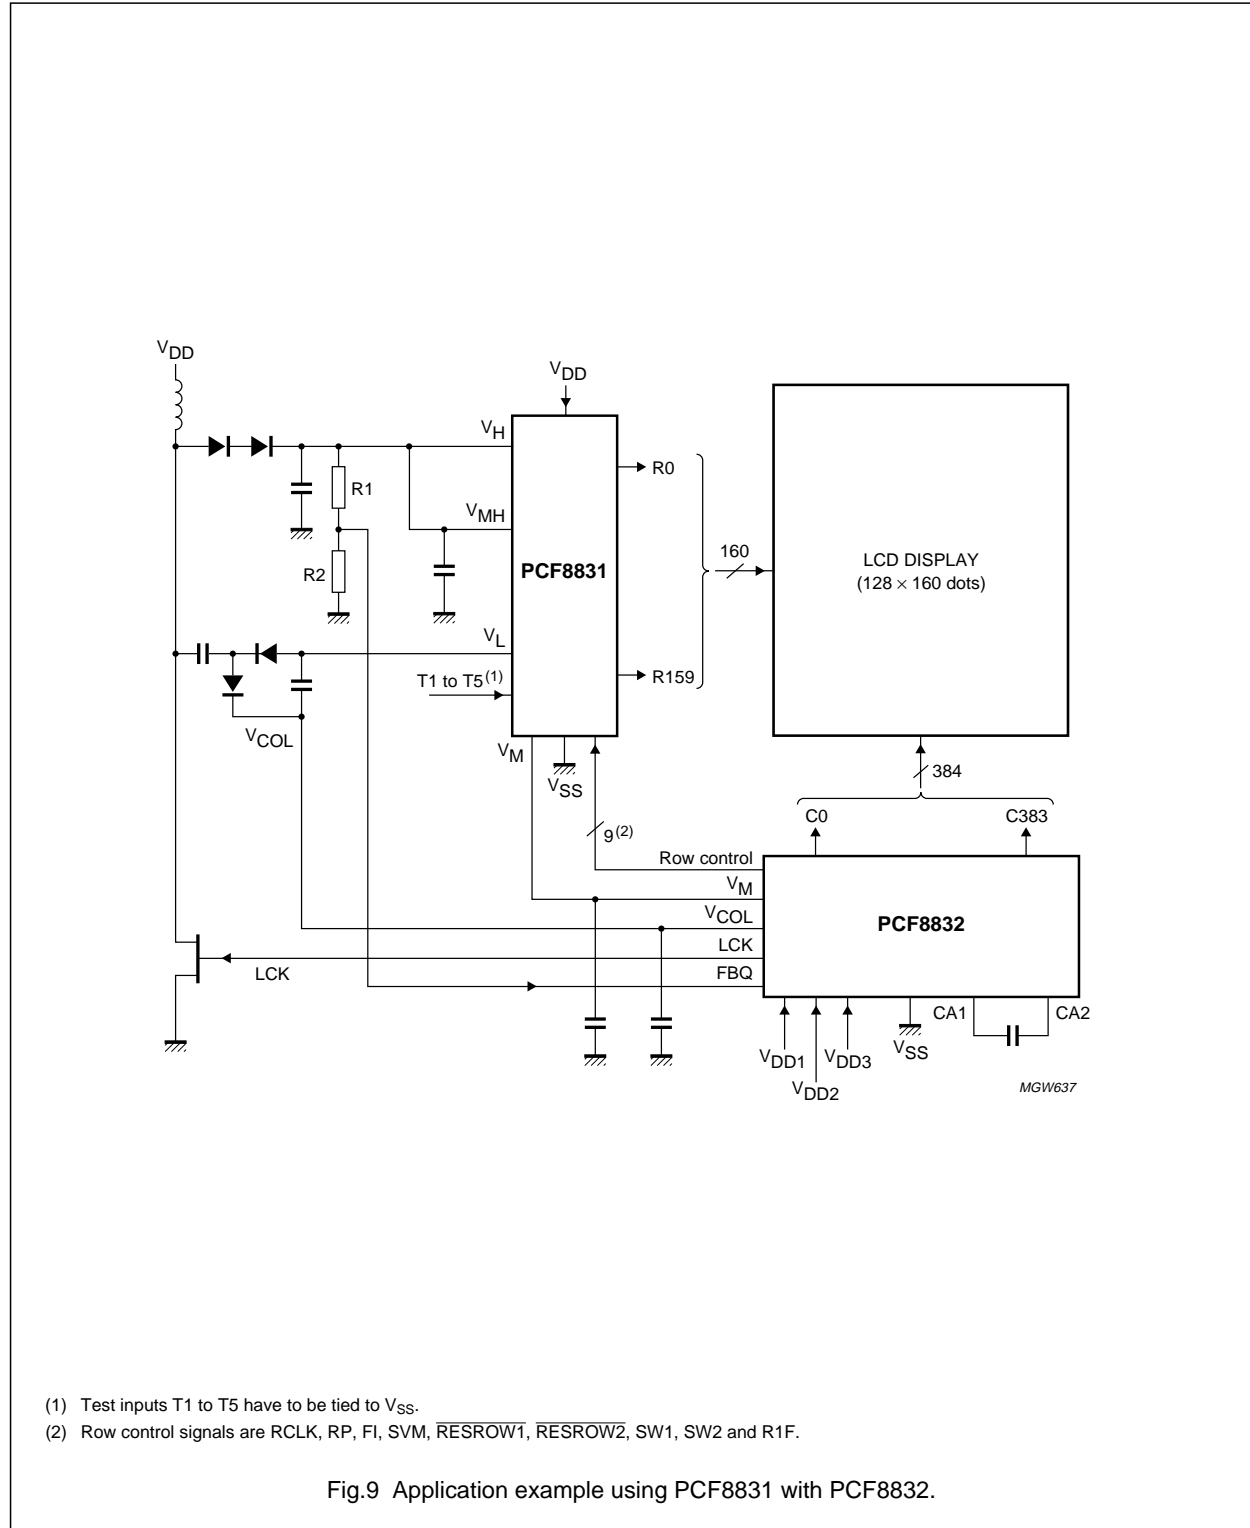 VDD
VDD
VH
R0
R1
VMH
160
LCD DISPLAY
(128 × 160 dots)
PCF8831
R2
VL
T1 to T5(1)
R159
VCOL
VM
VSS
384
C0
C383
9(2)
Row control
VM
VCOL
PCF8832
LCK
LCK
FBQ
CA1
CA2
VDD1
VDD3
VSS
VDD2
MGW637
(1) Test inputs T1 to T5 have to be tied to VSS.
(2) Row control signals are RCLK, RP, FI, SVM, RESROW1, RESROW2, SW1, SW2 and R1F.
Fig.9 Application example using PCF8831 with PCF8832.